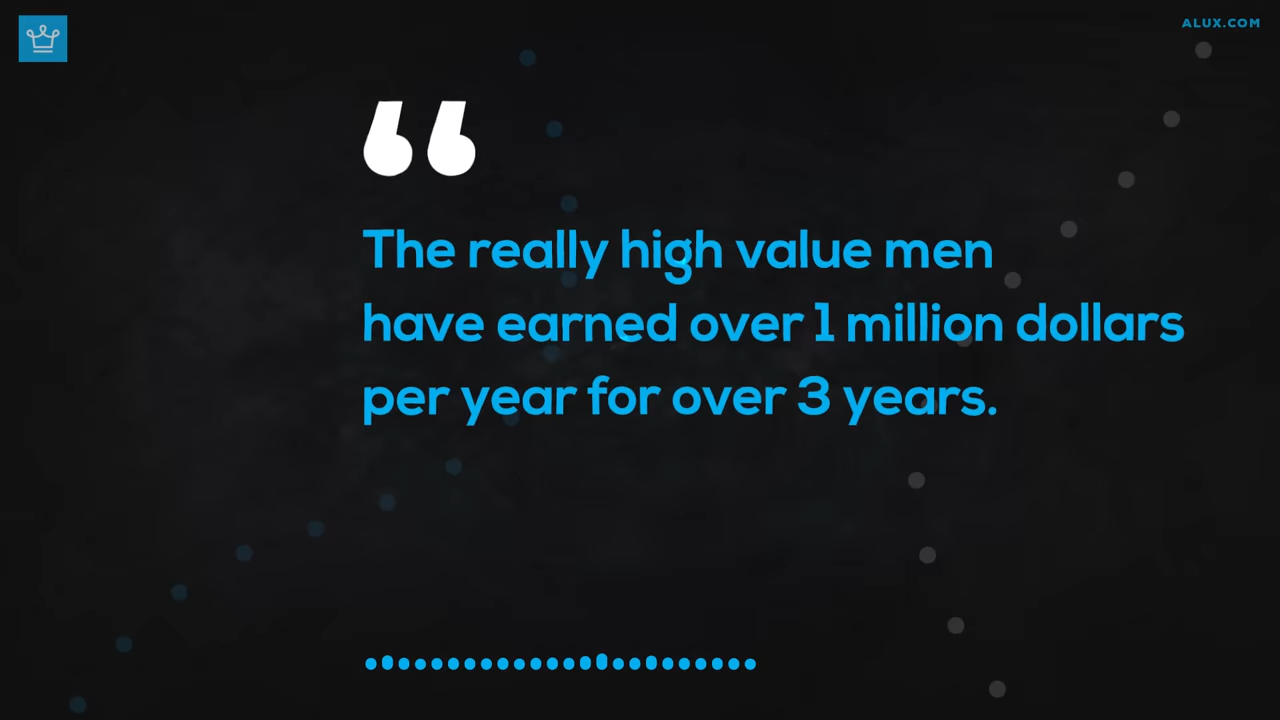 ALUX.COM
“
The really high value men
have earned over 1 million dollars
per year for over 3 years.